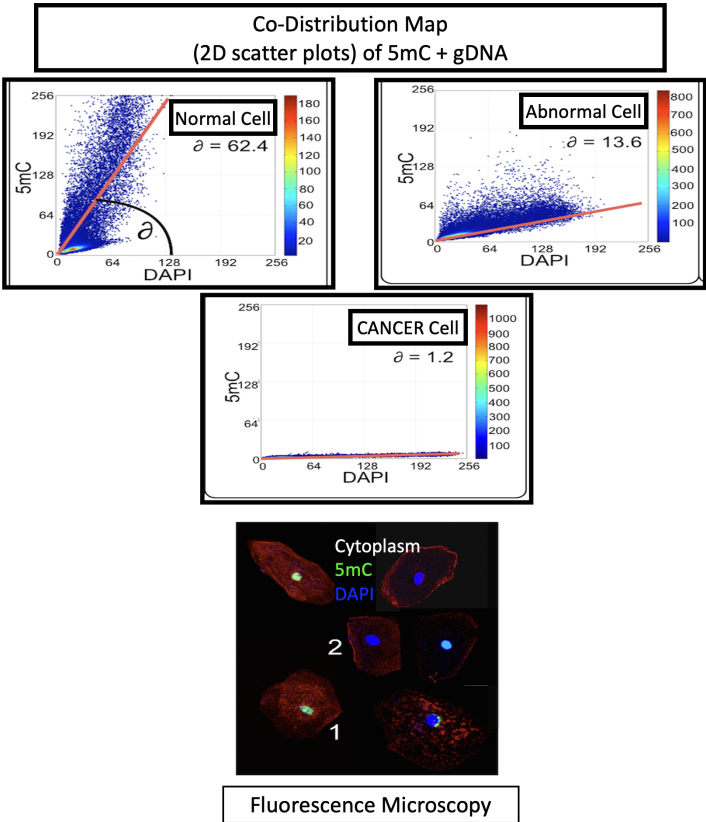 Co-Distribution Map
(2D scatter plots) of 5mC + gDNA
Normal Cell
∂ = 62.4
∂
5mC
256
192
128
64
0
0 64 128 192 256
DAPI
180
160
140
120
100
80
60
40
20
Abnormal Cell
∂ = 13.6
5mC
256
192
128
64
0
0 64 128 192 256
DAPI
800
700
600
500
400
300
200
100
CANCER Cell
∂ = 1.2
5mC
256
192
128
64
0
0 64 128 192 256
DAPI
1000
900
800
700
600
500
400
300
200
100
Cytoplasm
5mC
DAPI
2
1
Fluorescence Microscopy